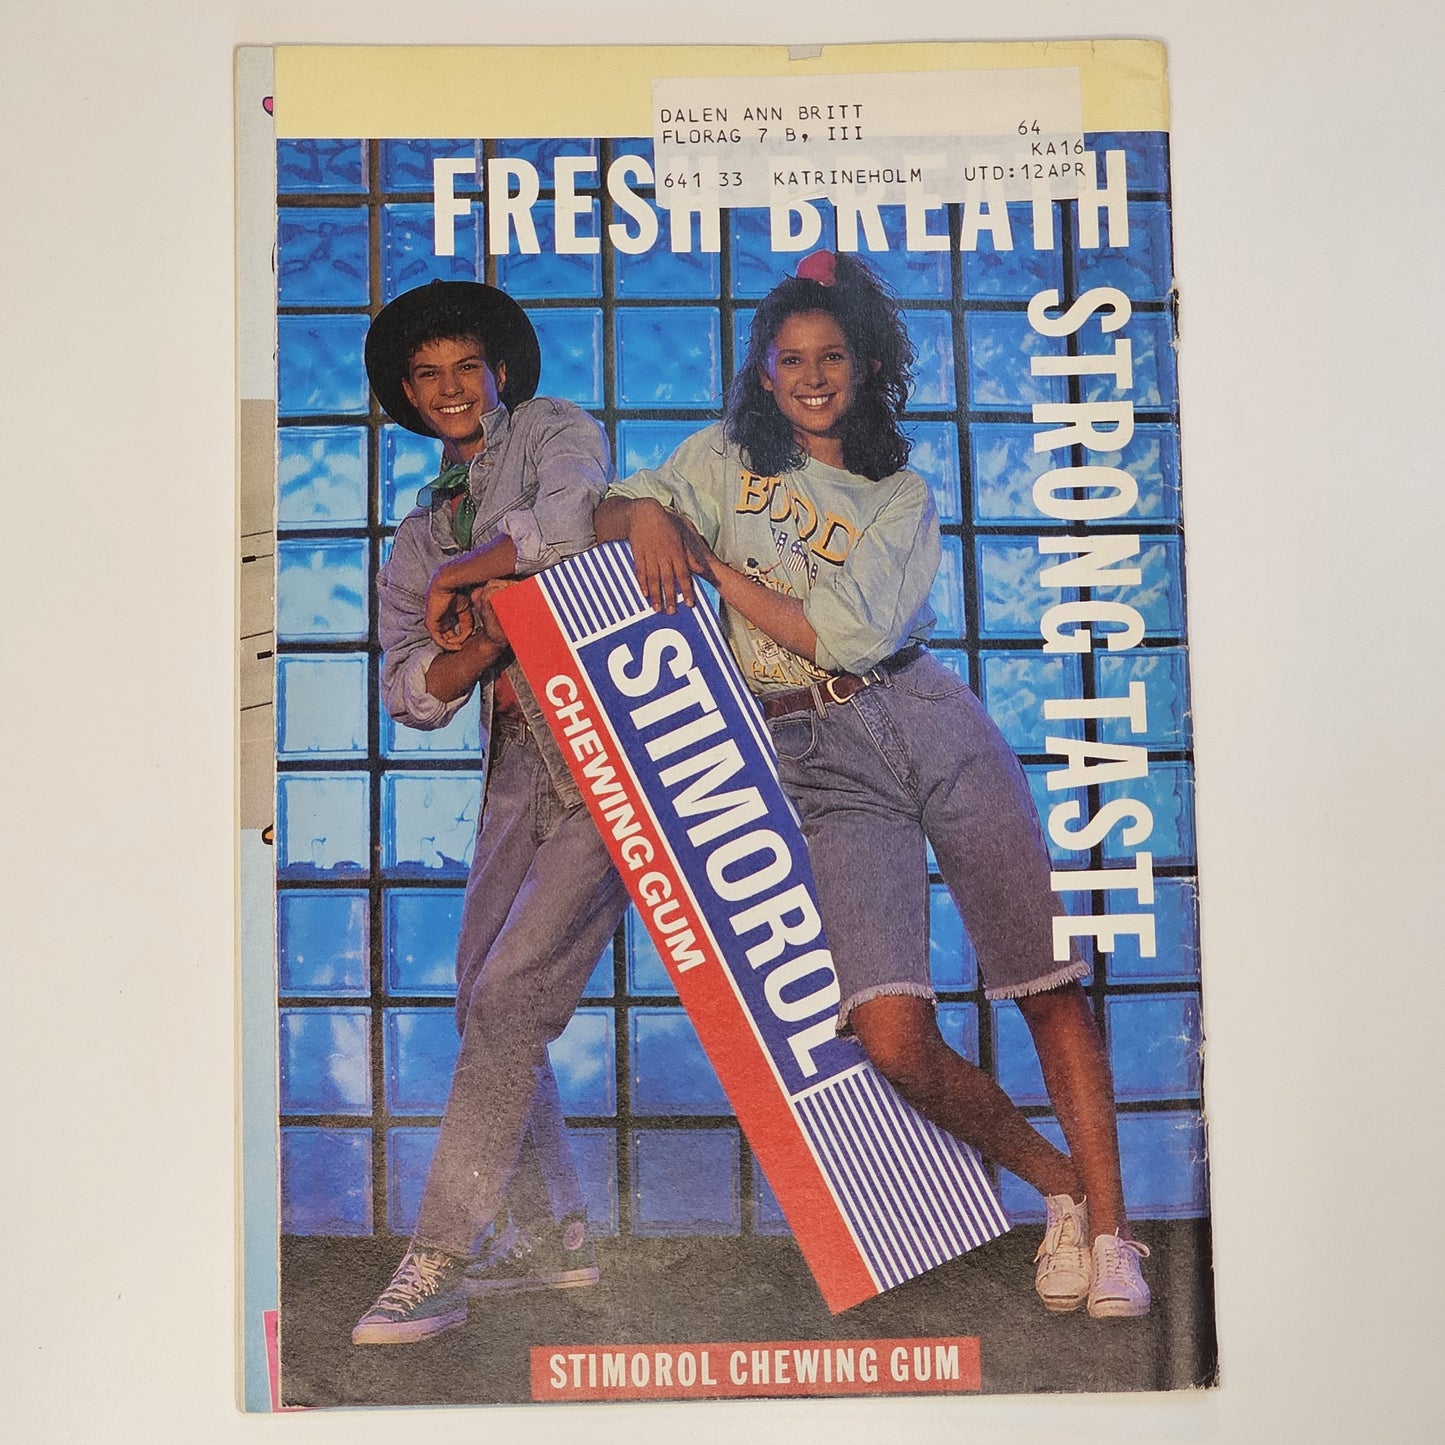 DALEN ANN BRITT
FLORAG 7 B, III 64
KA16
641 33 KATRINEHOLM UTD:12APR
FRESH BREATH
STRONG TASTE
STIMOROL
CHEWING GUM
STIMOROL CHEWING GUM